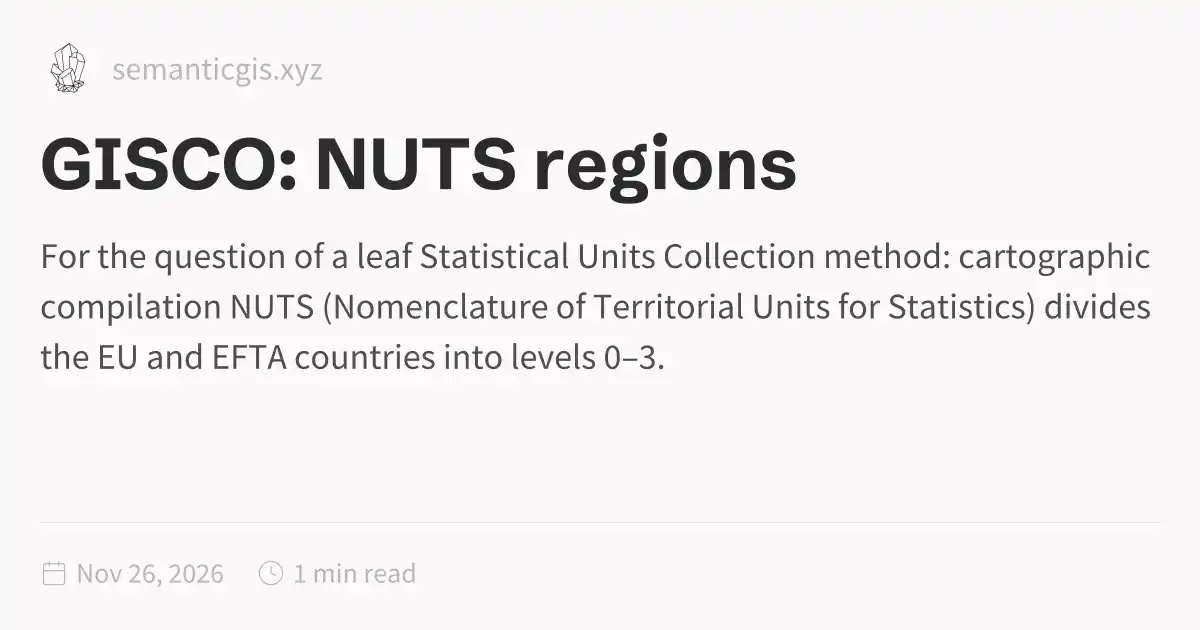 semanticgis.xyz
GISCO: NUTS regions
For the question of a leaf Statistical Units Collection method: cartographic
compilation NUTS (Nomenclature of Territorial Units for Statistics) divides
the EU and EFTA countries into levels 0–3.
Nov 26, 2026 1 min read